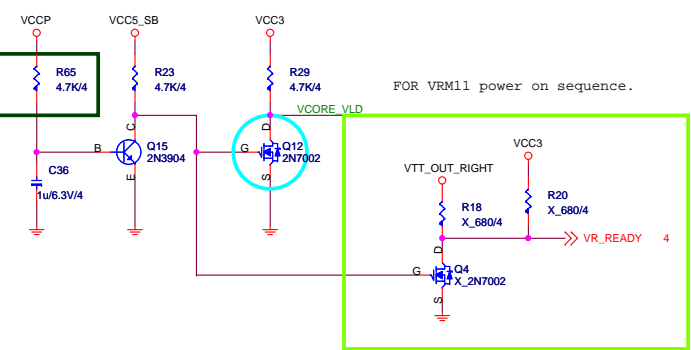 VCCP
VCC5_SB
VCC3
R65
4.7K/4
R23
4.7K/4
R29
4.7K/4
FOR VRM11 power on sequence.
VCORE_VLD
C
D
B
Q15
2N3904
G
Q12
2N7002
E
S
C36
1u/6.3V/4
VCC3
VTT_OUT_RIGHT
R18
X_680/4
R20
X_680/4
VR_READY 4
D
G
Q4
X_2N7002
S